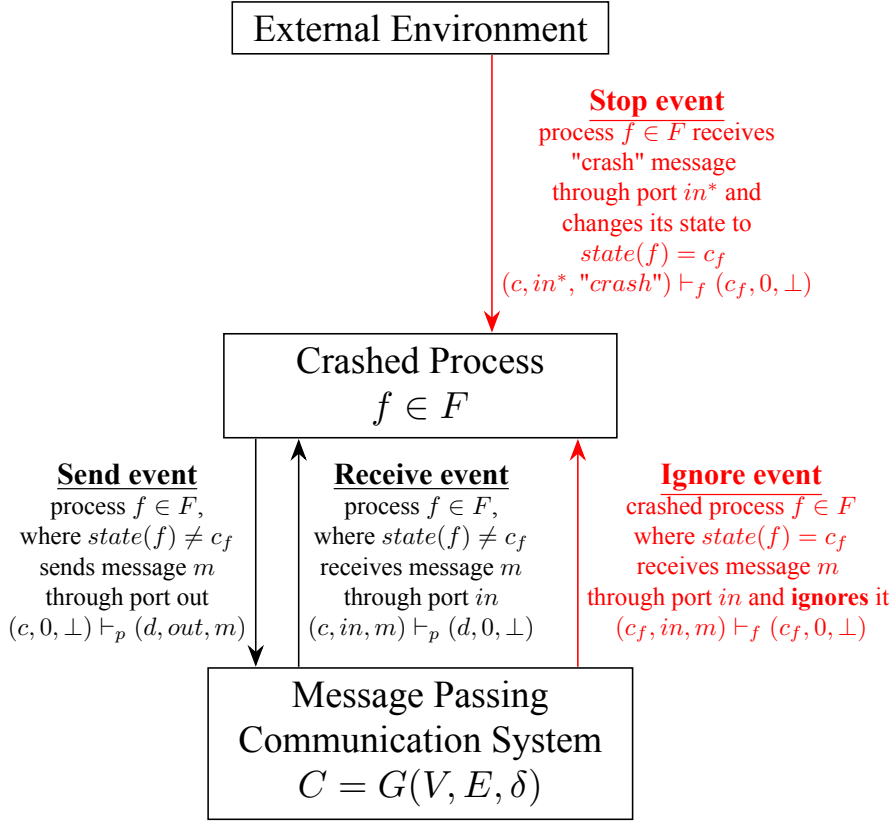 External Environment
Stop event
process f ∈ F receives
"crash" message
through port in* and
changes its state to
state(f) = c_f
(c, in*, "crash") ⊢_f (c_f, 0, ⊥)
Crashed Process
f ∈ F
Send event
process f ∈ F,
where state(f) ≠ c_f
sends message m
through port out
(c, 0, ⊥) ⊢_p (d, out, m)
Receive event
process f ∈ F,
where state(f) ≠ c_f
receives message m
through port in
(c, in, m) ⊢_p (d, 0, ⊥)
Ignore event
crashed process f ∈ F
where state(f) = c_f
receives message m
through port in and ignores it
(c_f, in, m) ⊢_f (c_f, 0, ⊥)
Message Passing
Communication System
C = G(V, E, δ)